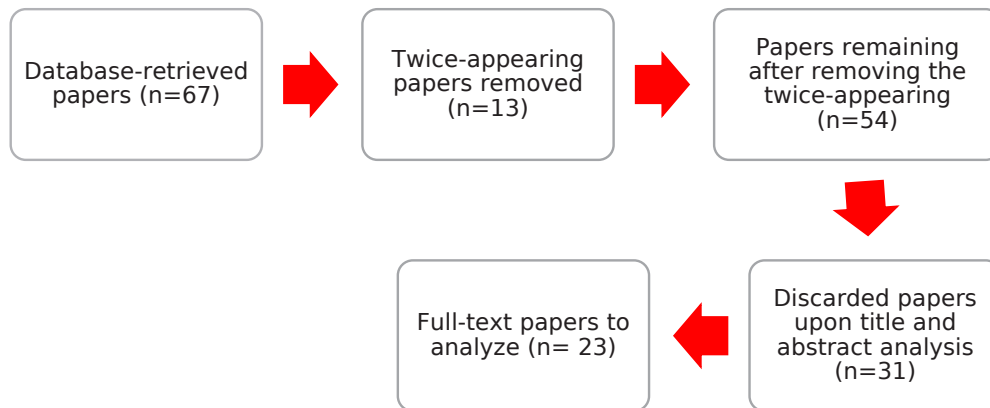 Database-retrieved
papers (n=67)
Twice-appearing
papers removed
(n=13)
Papers remaining
after removing the
twice-appearing
(n=54)
Discarded papers
upon title and
abstract analysis
(n=31)
Full-text papers to
analyze (n= 23)